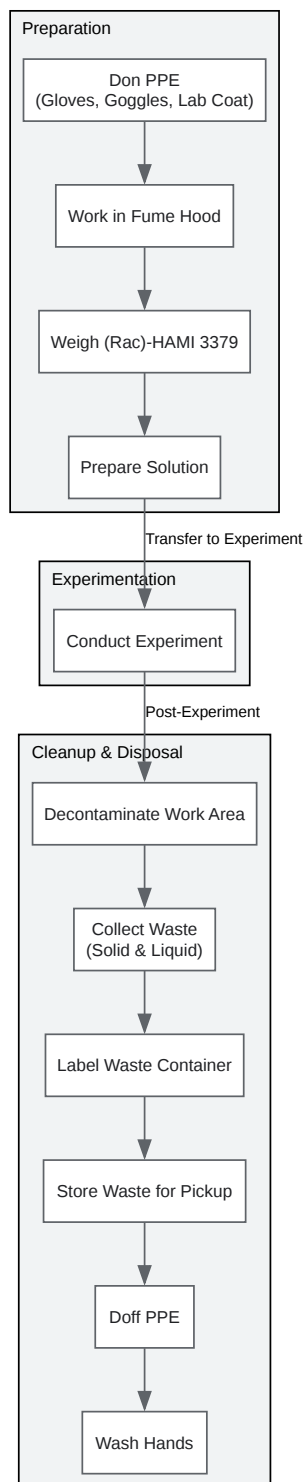 Preparation
Don PPE
(Gloves, Goggles, Lab Coat)
Work in Fume Hood
Weigh (Rac)-HAMI 3379
Prepare Solution
Transfer to Experiment
Experimentation
Conduct Experiment
Post-Experiment
Cleanup & Disposal
Decontaminate Work Area
Collect Waste
(Solid & Liquid)
Label Waste Container
Store Waste for Pickup
Doff PPE
Wash Hands